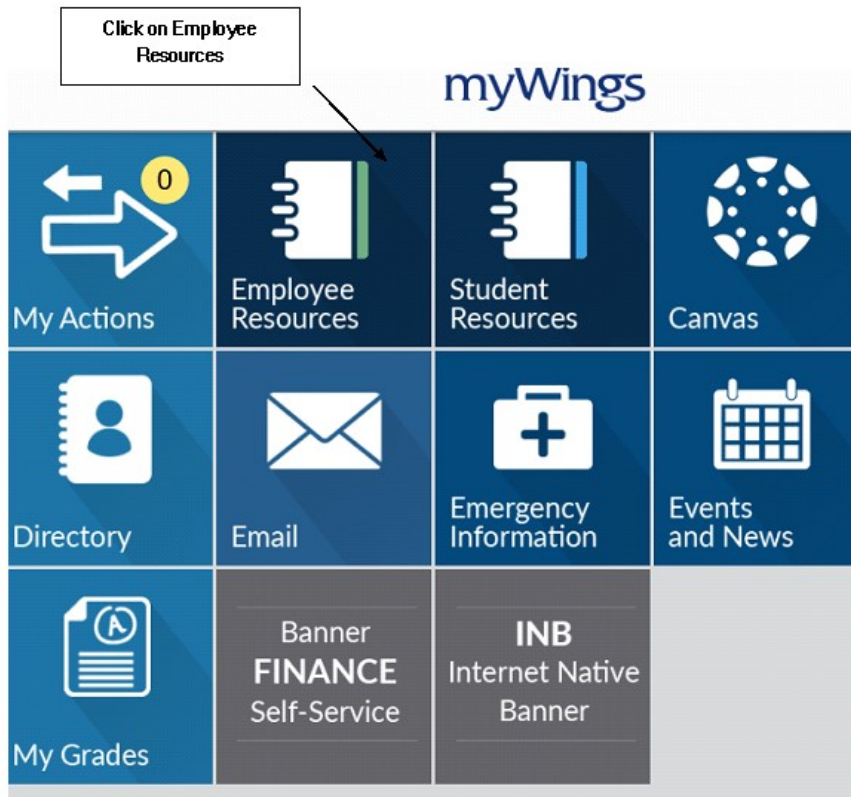 Click on Employee
Resources
myWings
0
My Actions
Employee
Resources
Student
Resources
Canvas
Directory
Email
Emergency
Information
Events
and News
A
My Grades
Banner
FINANCE
Self-Service
INB
Internet Native
Banner